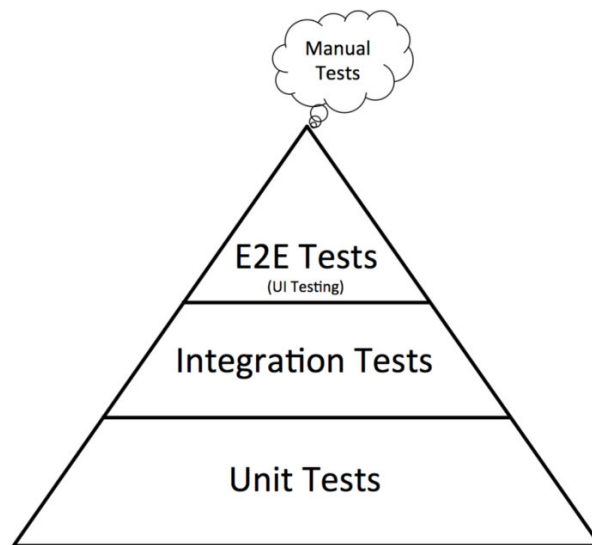 Manual
Tests
E2E Tests
(UI Testing)
Integration Tests
Unit Tests